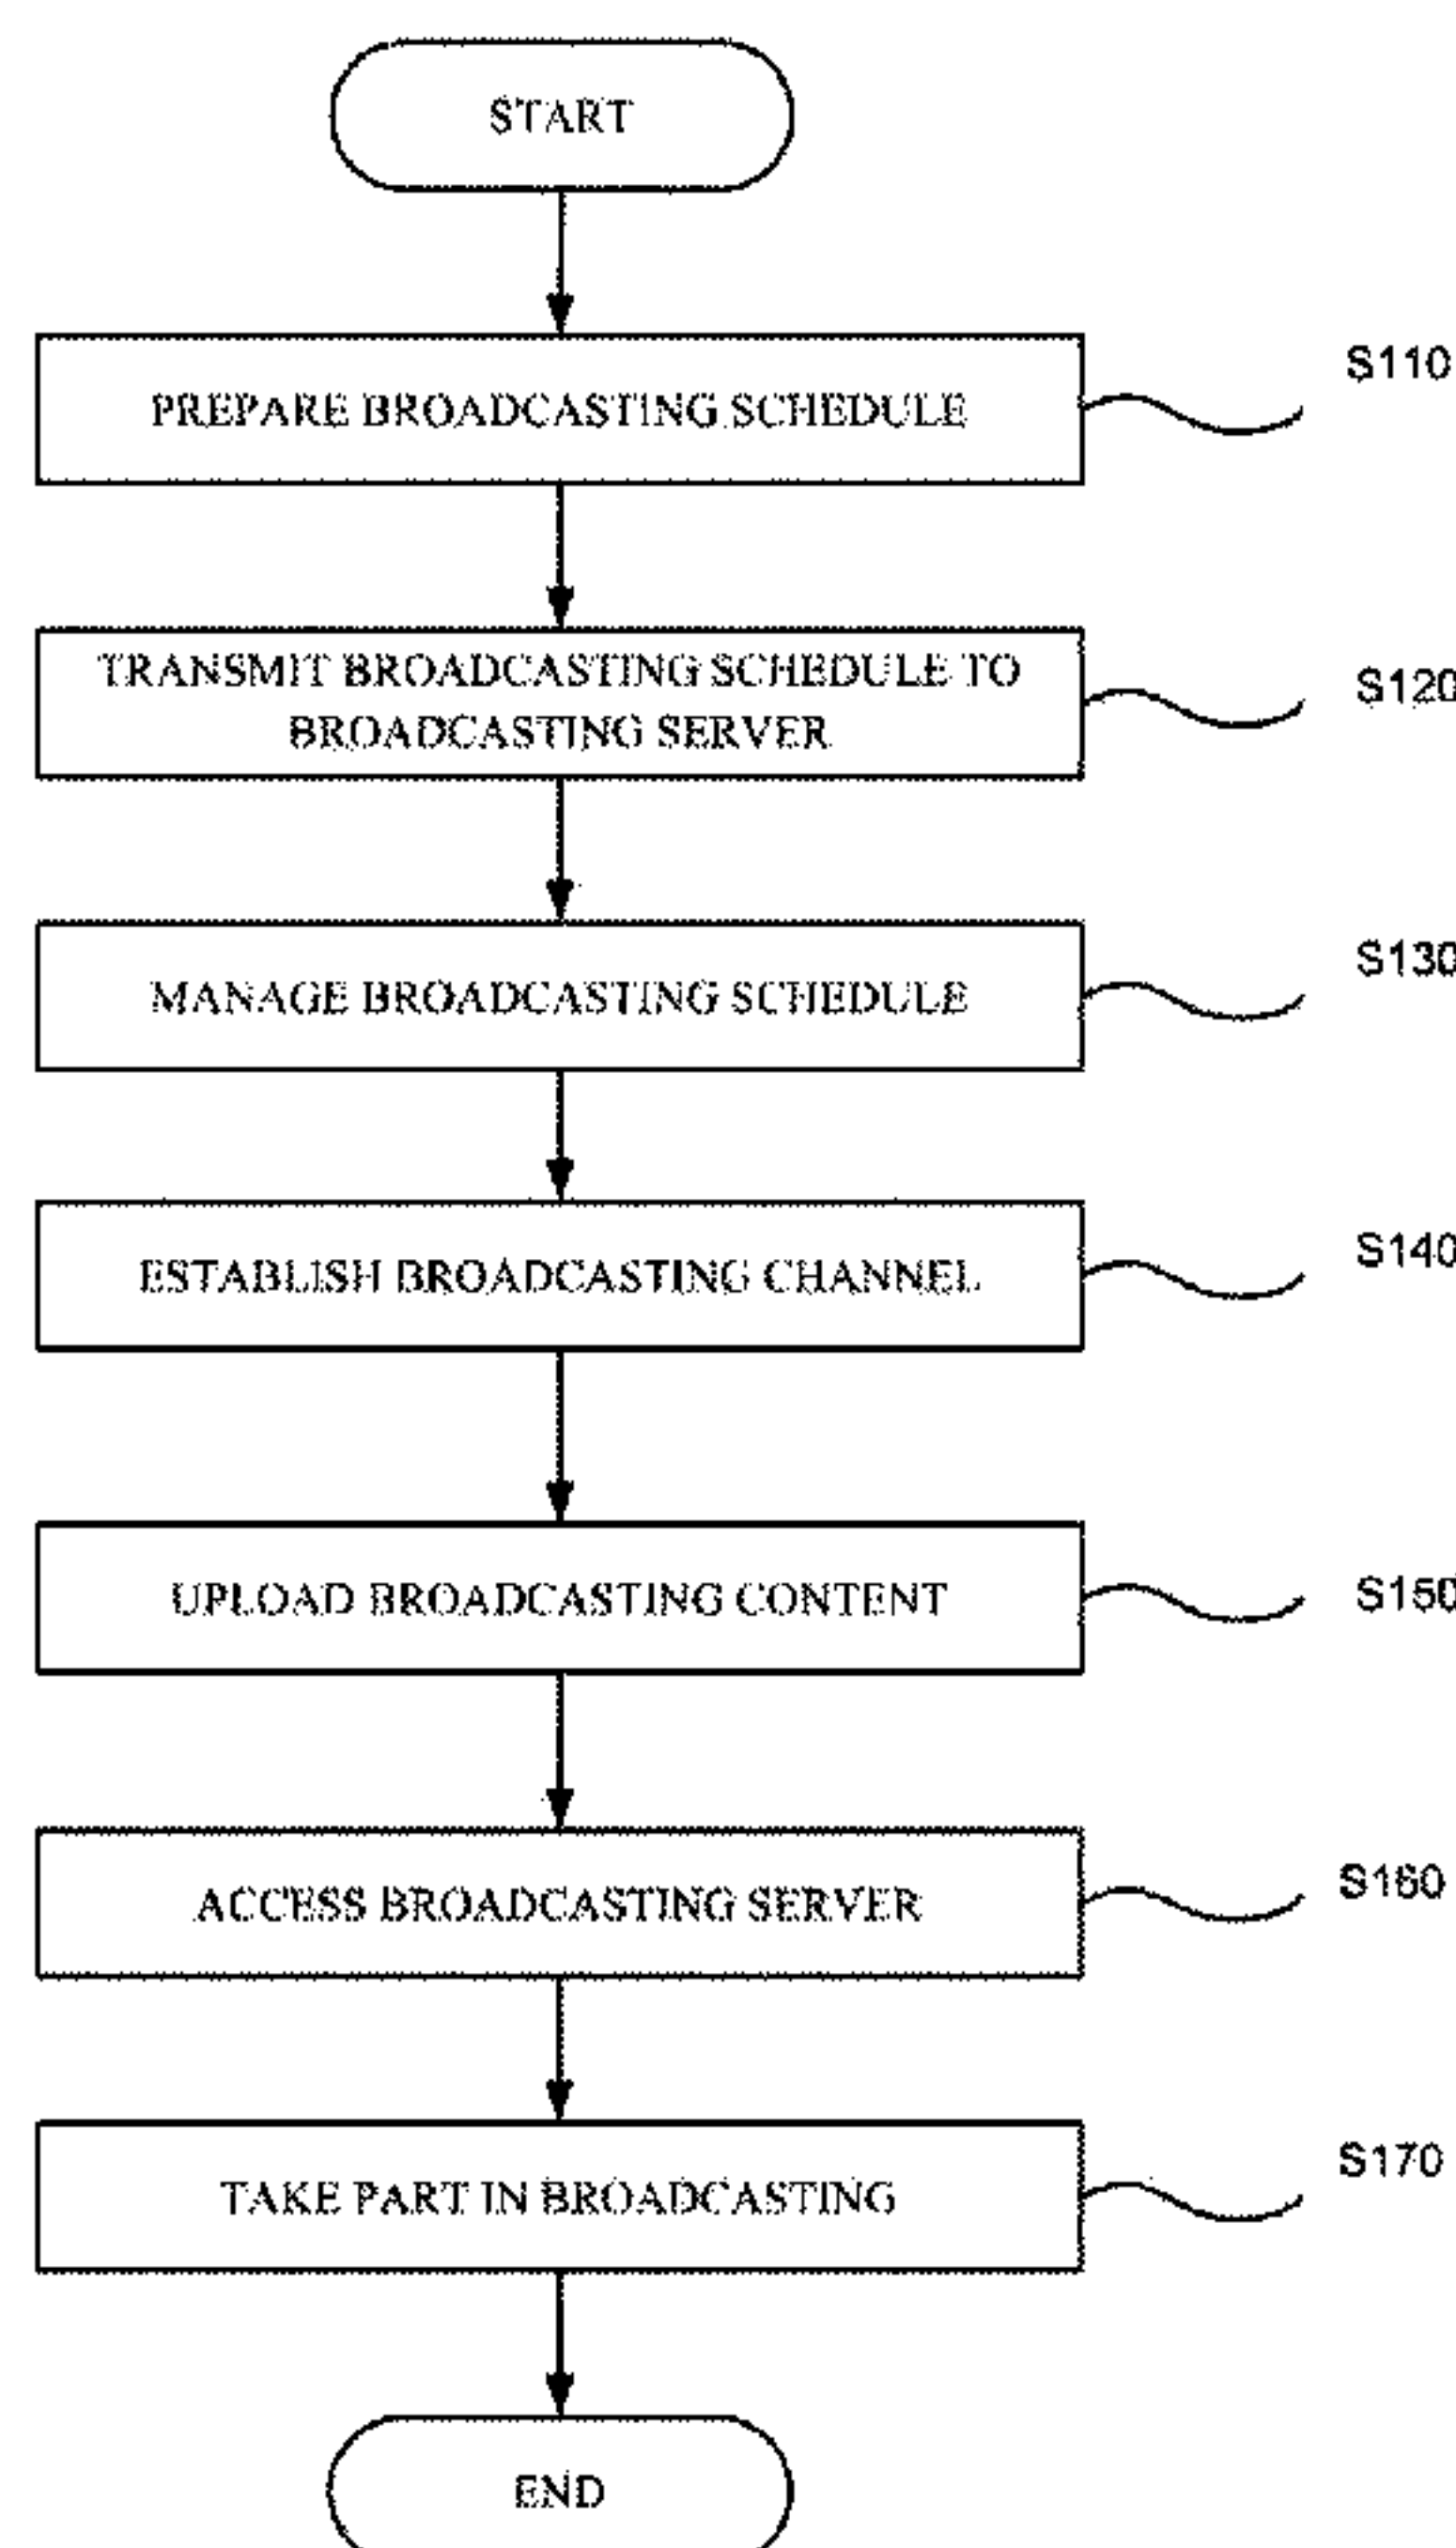 START
PREPARE BROADCASTING SCHEDULE
S110
TRANSMIT BROADCASTING SCHEDULE TO
BROADCASTING SERVER
S120
MANAGE BROADCASTING SCHEDULE
S130
ESTABLISH BROADCASTING CHANNEL
S140
UPLOAD BROADCASTING CONTENT
S150
ACCESS BROADCASTING SERVER
S160
TAKE PART IN BROADCASTING
S170
END